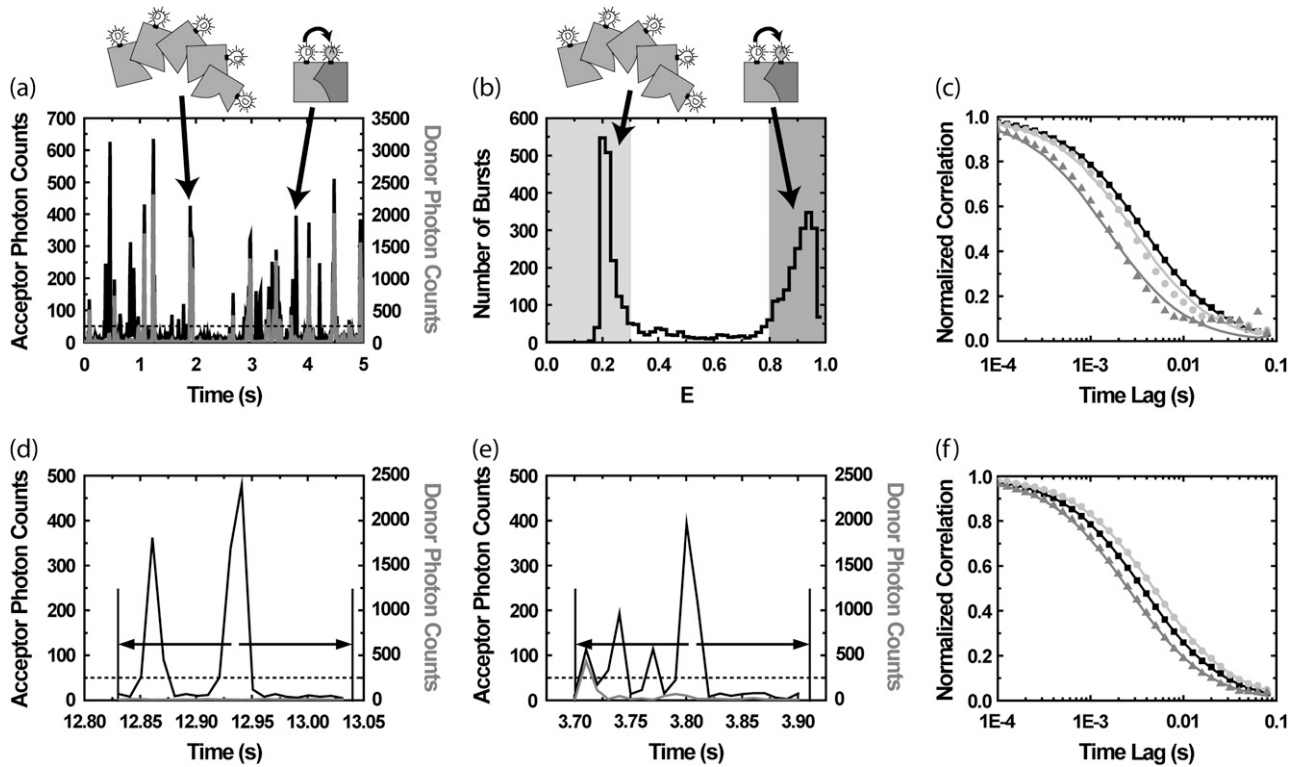 (a)
D
D
D
D
D
D
A
Acceptor Photon Counts
700
600
500
400
300
200
100
0
3500
3000
2500
2000
1500
1000
500
0
Donor Photon Counts
0 1 2 3 4 5
Time (s)
(b)
D
D
D
D
D
D
A
Number of Bursts
600
500
400
300
200
100
0
0.0 0.2 0.4 0.6 0.8 1.0
E
(c)
Normalized Correlation
1.0
0.8
0.6
0.4
0.2
0.0
1E-4 1E-3 0.01 0.1
Time Lag (s)
(d)
Acceptor Photon Counts
500
400
300
200
100
0
2500
2000
1500
1000
500
0
Donor Photon Counts
12.80 12.85 12.90 12.95 13.00 13.05
Time (s)
(e)
Acceptor Photon Counts
500
400
300
200
100
0
2500
2000
1500
1000
500
0
Donor Photon Counts
3.70 3.75 3.80 3.85 3.90
Time (s)
(f)
Normalized Correlation
1.0
0.8
0.6
0.4
0.2
0.0
1E-4 1E-3 0.01 0.1
Time Lag (s)